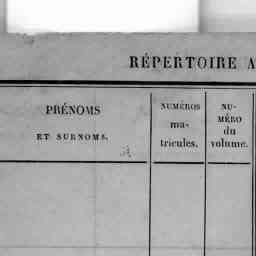 RÉPERTOIRE A
PRÉNOMS
ET SURNOMS.
NUMÉROS
ma-
tricules.
NU-
MÉRO
du
volume.